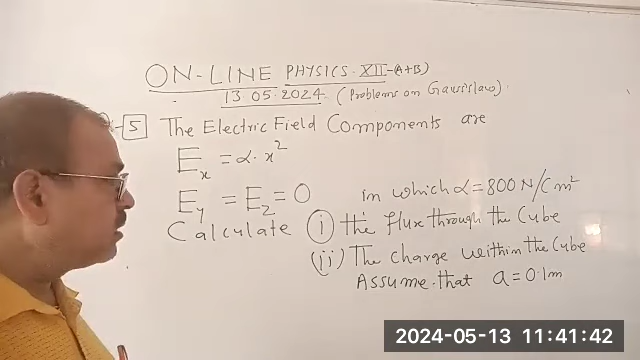 ON-LINE PHYSICS-XII-(A+B)
13.05.2024. (Problems on Gauss's law).
5 The Electric Field Components are
Ex = α.x²
Ey = Ez = 0 in which α = 800 N/Cm²
Calculate (i) the flux through the Cube
(ii) The charge within the Cube
Assume that a = 0.1m
2024-05-13 11:41:42